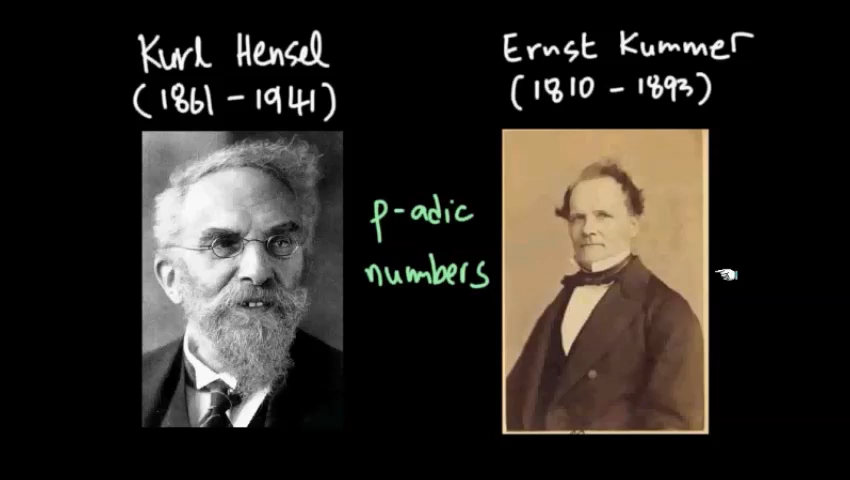 Kurl Hensel
(1861 - 1941)
Ernst Kummer
(1810 - 1893)
p-adic
numbers